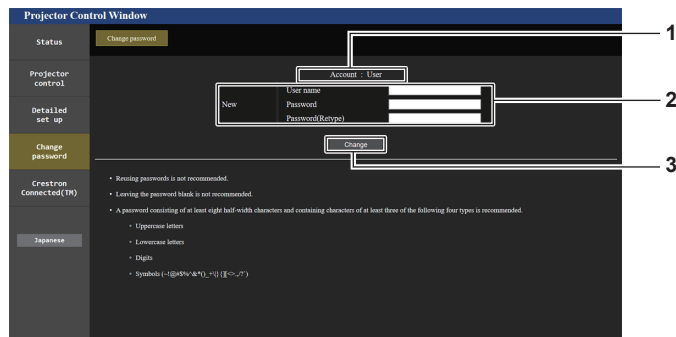 Projector Control Window
Status
Change password
1
Projector
control
Account : User
User name
New
Password
2
Detailed
set up
Password(Retype)
Change
password
Change
3
Crestron
Connected(TM)
• Reusing passwords is not recommended.
• Leaving the password blank is not recommended.
• A password consisting of at least eight half-width characters and containing characters of at least three of the following four types is recommended.
Uppercase letters
Lowercase letters
Digits
Japanese
Symbols (~!@#$%^&*()_+\|}{][<>.,/?`)